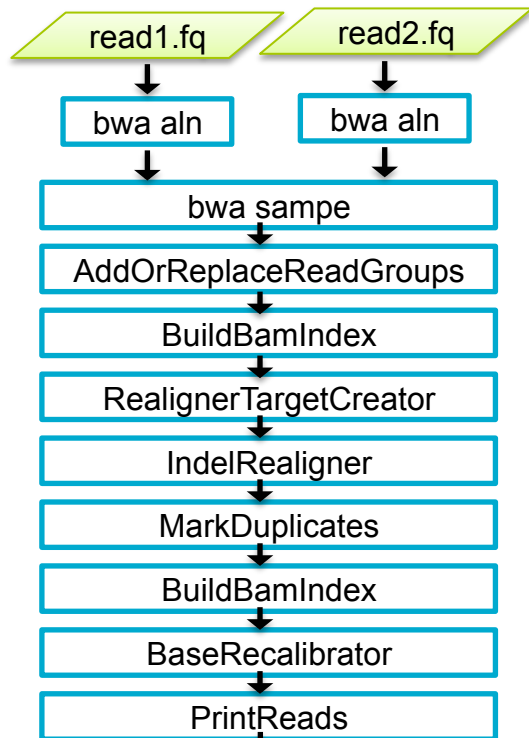 read1.fq
read2.fq
bwa aln
bwa aln
bwa sampe
AddOrReplaceReadGroups
BuildBamIndex
RealignerTargetCreator
IndelRealigner
MarkDuplicates
BuildBamIndex
BaseRecalibrator
PrintReads